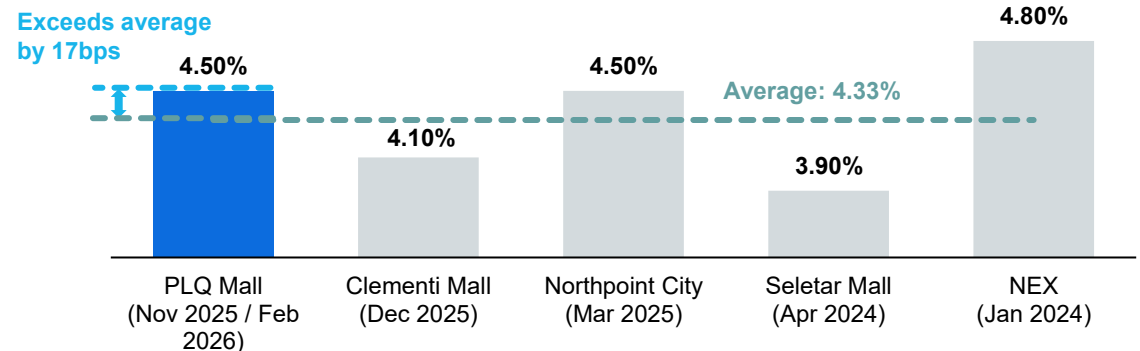 Exceeds average
by 17bps
4.50%
4.10%
4.50%
3.90%
4.80%
Average: 4.33%
PLQ Mall
(Nov 2025 / Feb
2026)
Clementi Mall
(Dec 2025)
Northpoint City
(Mar 2025)
Seletar Mall
(Apr 2024)
NEX
(Jan 2024)